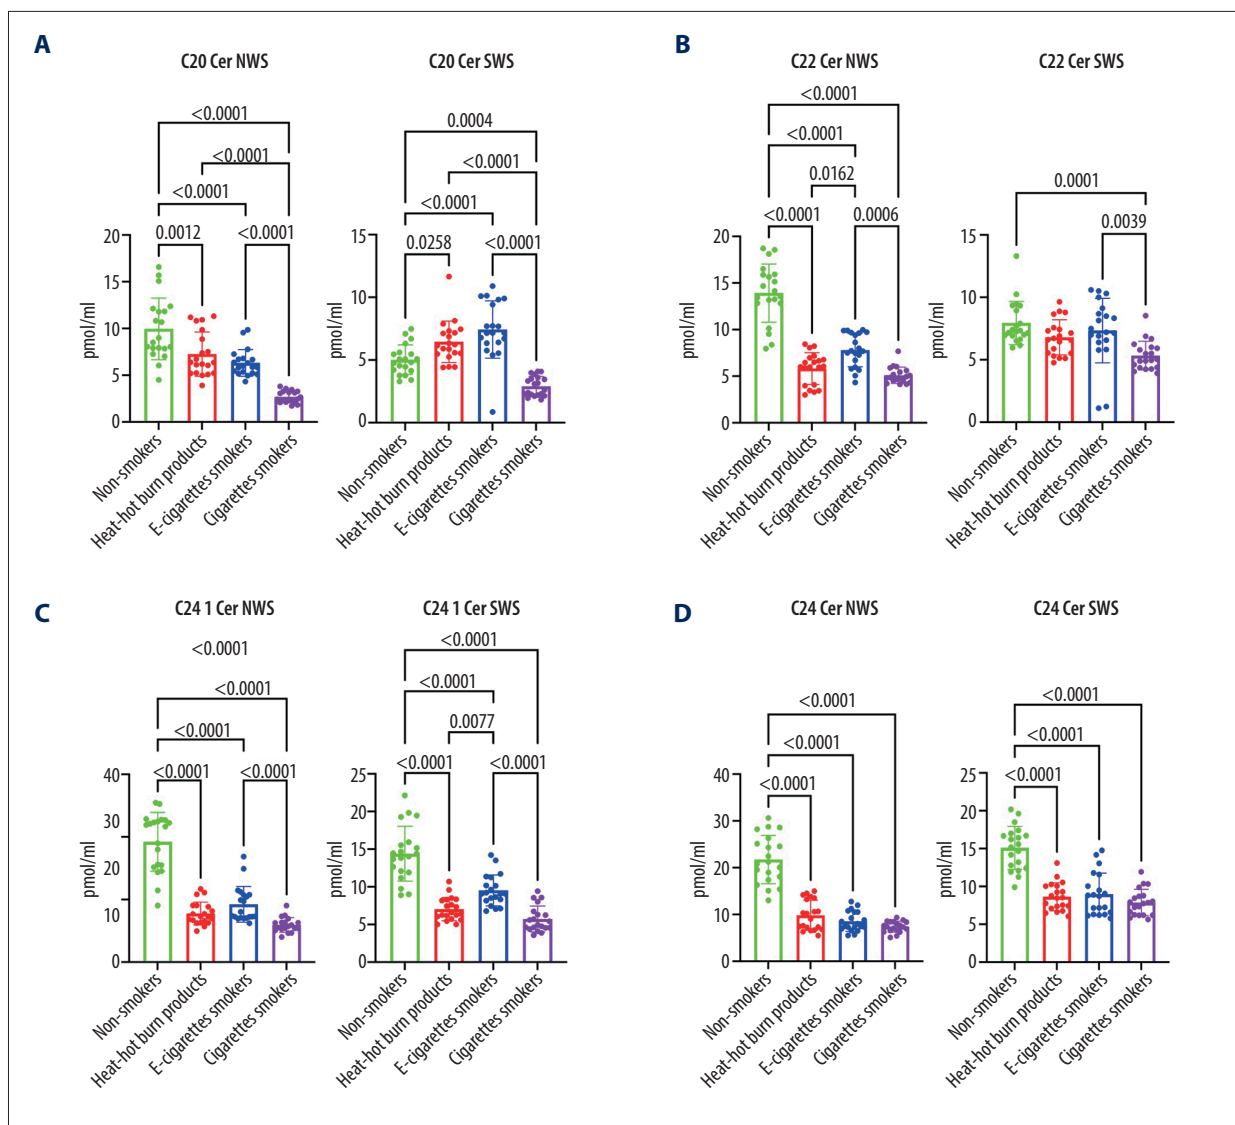 A
C20 Cer NWS
<0.0001
<0.0001
<0.0001
0.0012
<0.0001
pmol/ml
20
15
10
5
0
Non-smokers
Heat-hot burn products
E-cigarettes smokers
Cigarettes smokers
C20 Cer SWS
0.0004
<0.0001
<0.0001
0.0258
<0.0001
pmol/ml
15
10
5
0
Non-smokers
Heat-hot burn products
E-cigarettes smokers
Cigarettes smokers
B
C22 Cer NWS
<0.0001
<0.0001
0.0162
<0.0001
0.0006
pmol/ml
20
15
10
5
0
Non-smokers
Heat-hot burn products
E-cigarettes smokers
Cigarettes smokers
C22 Cer SWS
0.0001
0.0039
pmol/ml
15
10
5
0
Non-smokers
Heat-hot burn products
E-cigarettes smokers
Cigarettes smokers
C
C24 1 Cer NWS
<0.0001
<0.0001
<0.0001
<0.0001
<0.0001
pmol/ml
40
30
20
10
0
Non-smokers
Heat-hot burn products
E-cigarettes smokers
Cigarettes smokers
C24 1 Cer SWS
<0.0001
<0.0001
0.0077
<0.0001
<0.0001
pmol/ml
25
20
15
10
5
0
Non-smokers
Heat-hot burn products
E-cigarettes smokers
Cigarettes smokers
D
C24 Cer NWS
<0.0001
<0.0001
<0.0001
pmol/ml
40
30
20
10
0
Non-smokers
Heat-hot burn products
E-cigarettes smokers
Cigarettes smokers
C24 Cer SWS
<0.0001
<0.0001
<0.0001
pmol/ml
25
20
15
10
5
0
Non-smokers
Heat-hot burn products
E-cigarettes smokers
Cigarettes smokers